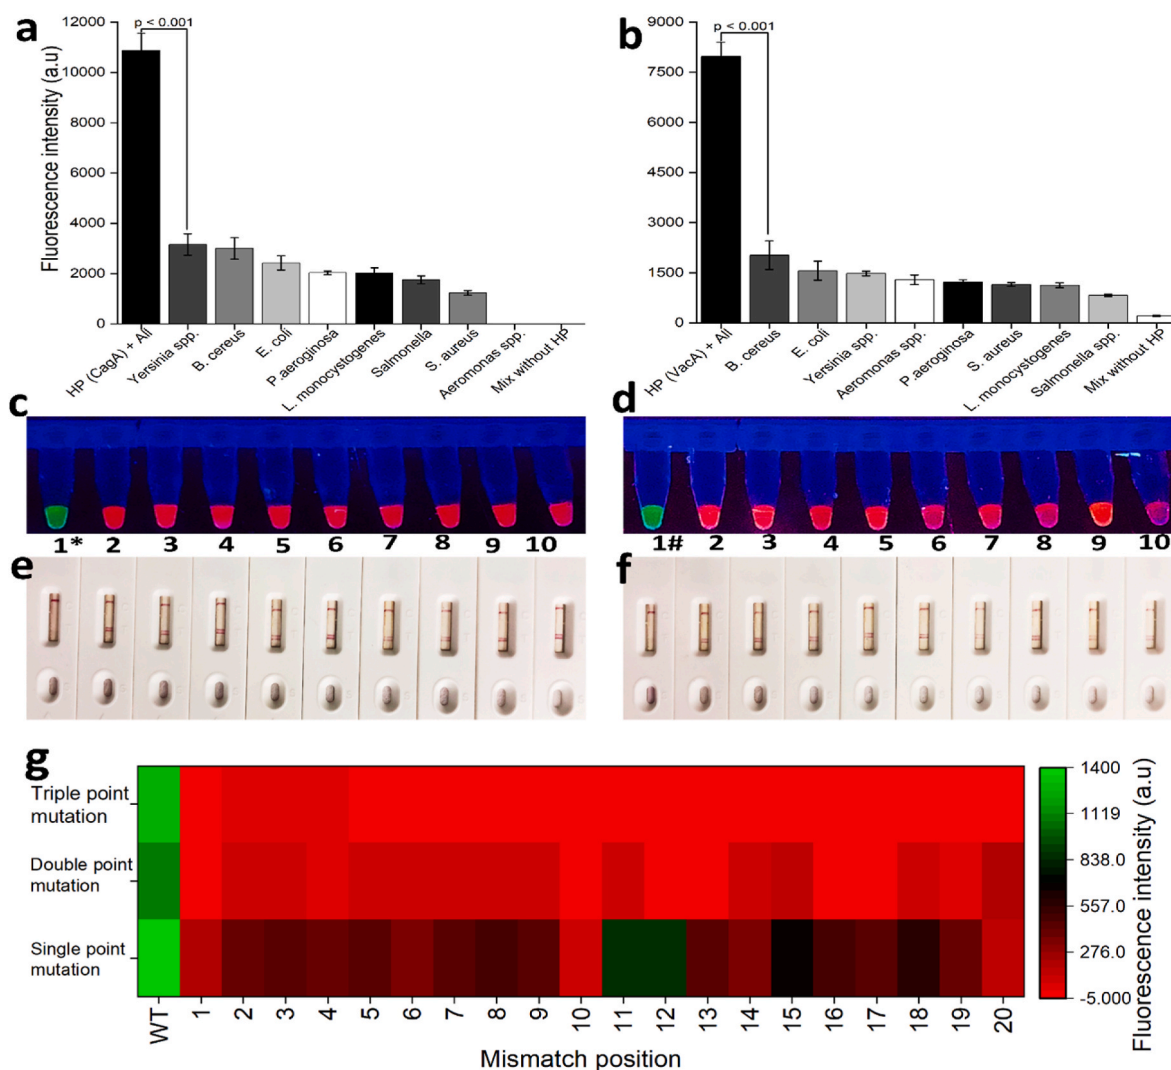 a
Fluorescence intensity (a.u)
12000
10000
8000
6000
4000
2000
0
p < 0.001
HP (CagA) + All
Yersinia spp.
B. cereus
E. coli
P.aeroginosa
L. monocystogenes
Salmonella
S. aureus
Aeromonas spp.
Mix without HP
b
9000
7500
6000
4500
3000
1500
0
p < 0.001
HP (VacA) + All
B. cereus
E. coli
Yersinia spp.
Aeromonas spp.
P.aeroginosa
S. aureus
L. monocystogenes
Salmonella spp.
Mix without HP
c
1* 2 3 4 5 6 7 8 9 10
d
1# 2 3 4 5 6 7 8 9 10
e
f
g
Triple point
mutation
Double point
mutation
Single point
mutation
WT 1 2 3 4 5 6 7 8 9 10 11 12 13 14 15 16 17 18 19 20
Mismatch position
1400
1119
838.0
557.0
276.0
-5.000
Fluorescence intensity (a.u)